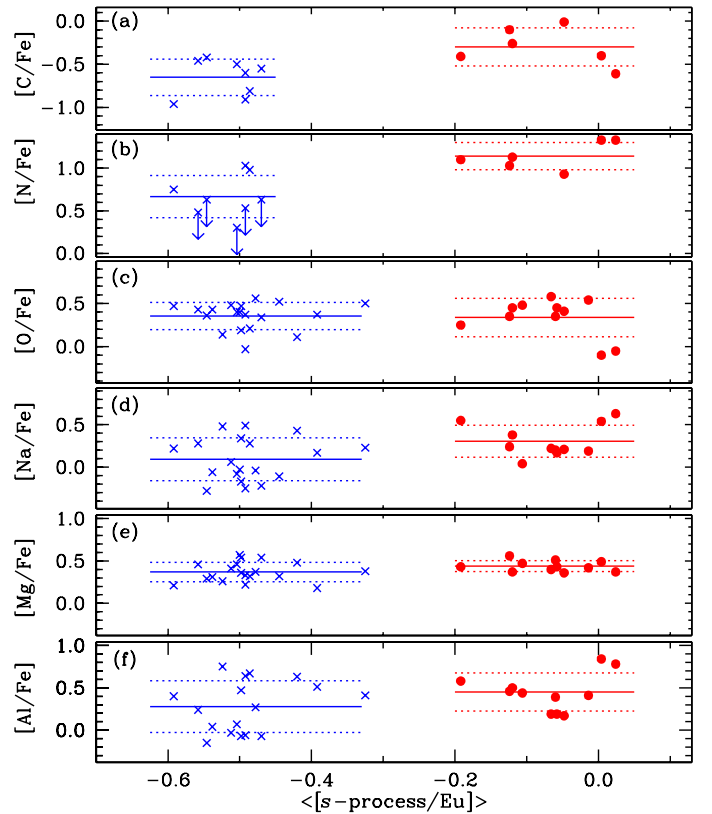 (a)
[C/Fe]
0.0
−0.5
−1.0
(b)
[N/Fe]
1.0
0.5
0.0
(c)
[O/Fe]
0.5
0.0
(d)
[Na/Fe]
0.5
0.0
(e)
[Mg/Fe]
1.0
0.5
0.0
(f)
[Al/Fe]
1.0
0.5
0.0
−0.6 −0.4 −0.2 0.0
<[s−process/Eu]>